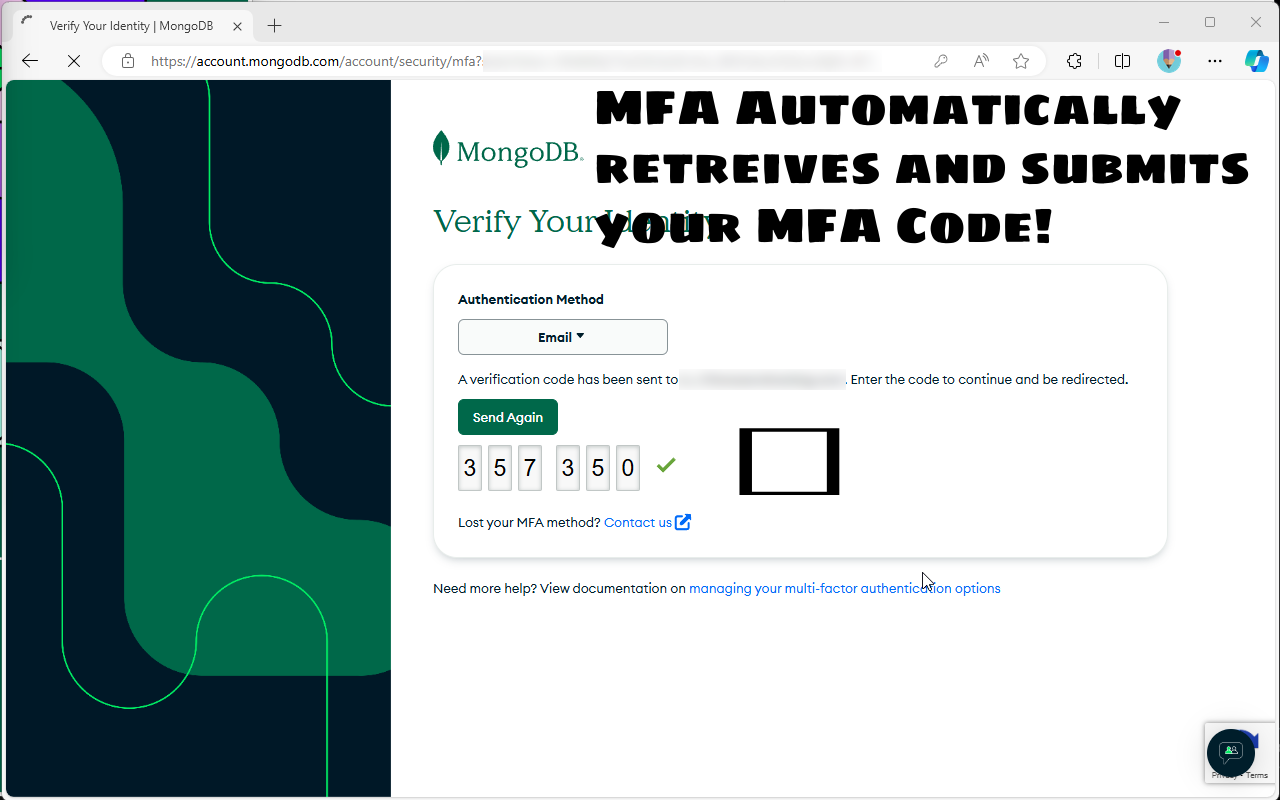 Verify Your Identity | MongoDB
https://account.mongodb.com/account/security/mfa?
MFA Automatically
retreives and submits
your MFA Code!
MongoDB.
Verify Your Identity
Authentication Method
Email
A verification code has been sent to . Enter the code to continue and be redirected.
Send Again
3 5 7 3 5 0
Lost your MFA method? Contact us
Need more help? View documentation on managing your multi-factor authentication options
Privacy - Terms